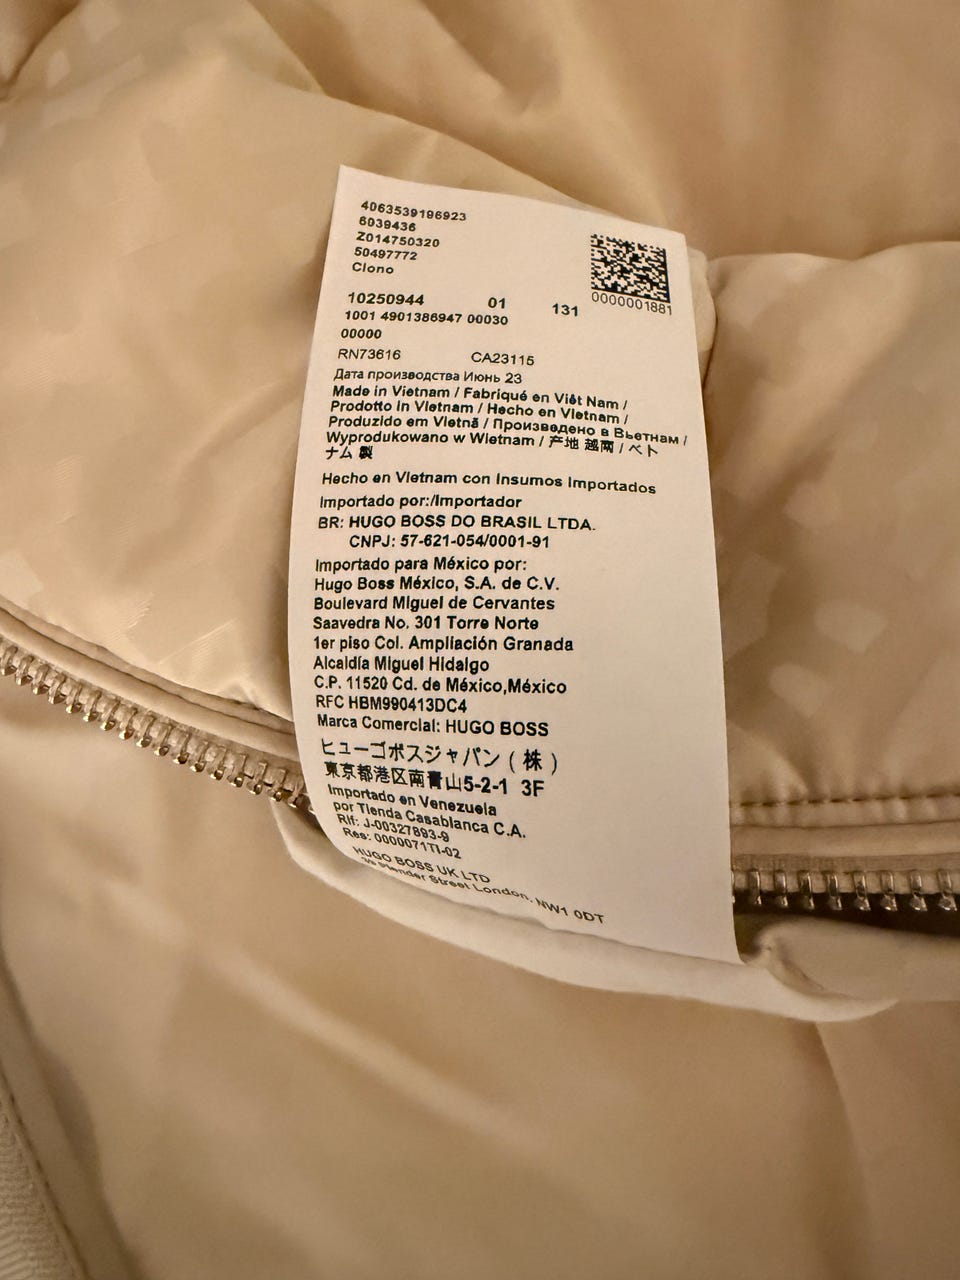 4063539196923
6039436
Z014750320
50497772
Clono
0000001881
10250944 01 131
1001 4901386947 00030
00000
RN73616 CA23115
Дата производства Июнь 23
Made in Vietnam / Fabriqué en Viêt Nam /
Prodotto in Vietnam / Hecho en Vietnam /
Produzido em Vietnã / Произведено в Вьетнам /
Wyprodukowano w Wietnam / 产地 越南 / ベト
ナム 製
Hecho en Vietnam con Insumos Importados
Importado por:/Importador
BR: HUGO BOSS DO BRASIL LTDA.
CNPJ: 57-621-054/0001-91
Importado para México por:
Hugo Boss México, S.A. de C.V.
Boulevard Miguel de Cervantes
Saavedra No. 301 Torre Norte
1er piso Col. Ampliación Granada
Alcaldía Miguel Hidalgo
C.P. 11520 Cd. de México,México
RFC HBM990413DC4
Marca Comercial: HUGO BOSS
ヒューゴボスジャパン(株)
東京都港区南青山5-2-1 3F
Importado en Venezuela
por Tienda Casablanca C.A.
Rif: J-00327893-9
Res: 0000071TI-02
HUGO BOSS UK LTD
Plender Street London, NW1 0DT